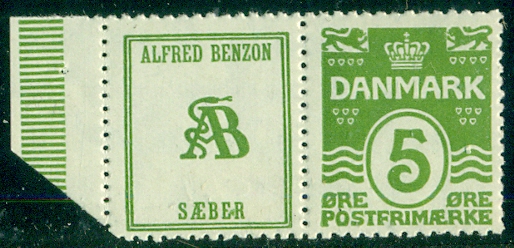 ALFRED BENZON
AB
SÆBER
DANMARK
5
ØRE ØRE
POSTFRIMÆRKE